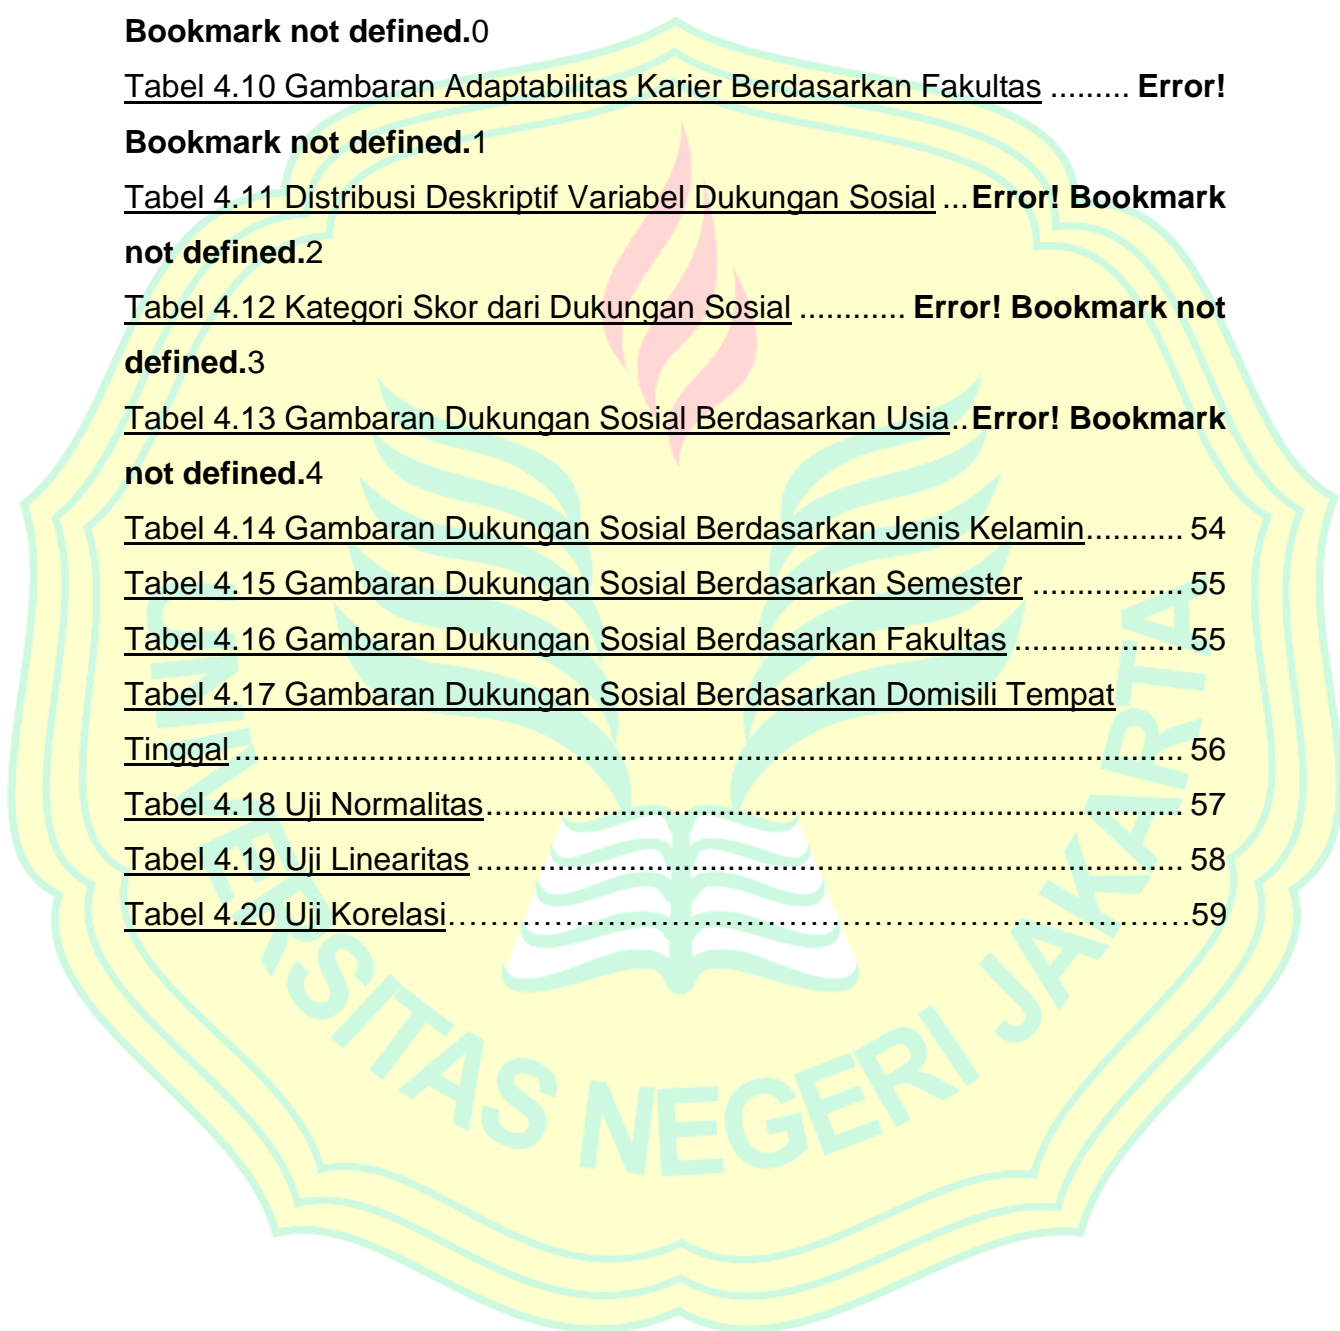 Bookmark not defined.0
Tabel 4.10 Gambaran Adaptabilitas Karier Berdasarkan Fakultas ......... Error!
Bookmark not defined.1
Tabel 4.11 Distribusi Deskriptif Variabel Dukungan Sosial ... Error! Bookmark
not defined.2
Tabel 4.12 Kategori Skor dari Dukungan Sosial ............ Error! Bookmark not
defined.3
Tabel 4.13 Gambaran Dukungan Sosial Berdasarkan Usia.. Error! Bookmark
not defined.4
Tabel 4.14 Gambaran Dukungan Sosial Berdasarkan Jenis Kelamin........... 54
Tabel 4.15 Gambaran Dukungan Sosial Berdasarkan Semester ................ 55
Tabel 4.16 Gambaran Dukungan Sosial Berdasarkan Fakultas .................. 55
Tabel 4.17 Gambaran Dukungan Sosial Berdasarkan Domisili Tempat
Tinggal ............................................................................................ 56
Tabel 4.18 Uji Normalitas.................................................................... 57
Tabel 4.19 Uji Linearitas ..................................................................... 58
Tabel 4.20 Uji Korelasi........................................................................59
UNIVERSITAS NEGERI JAKARTA